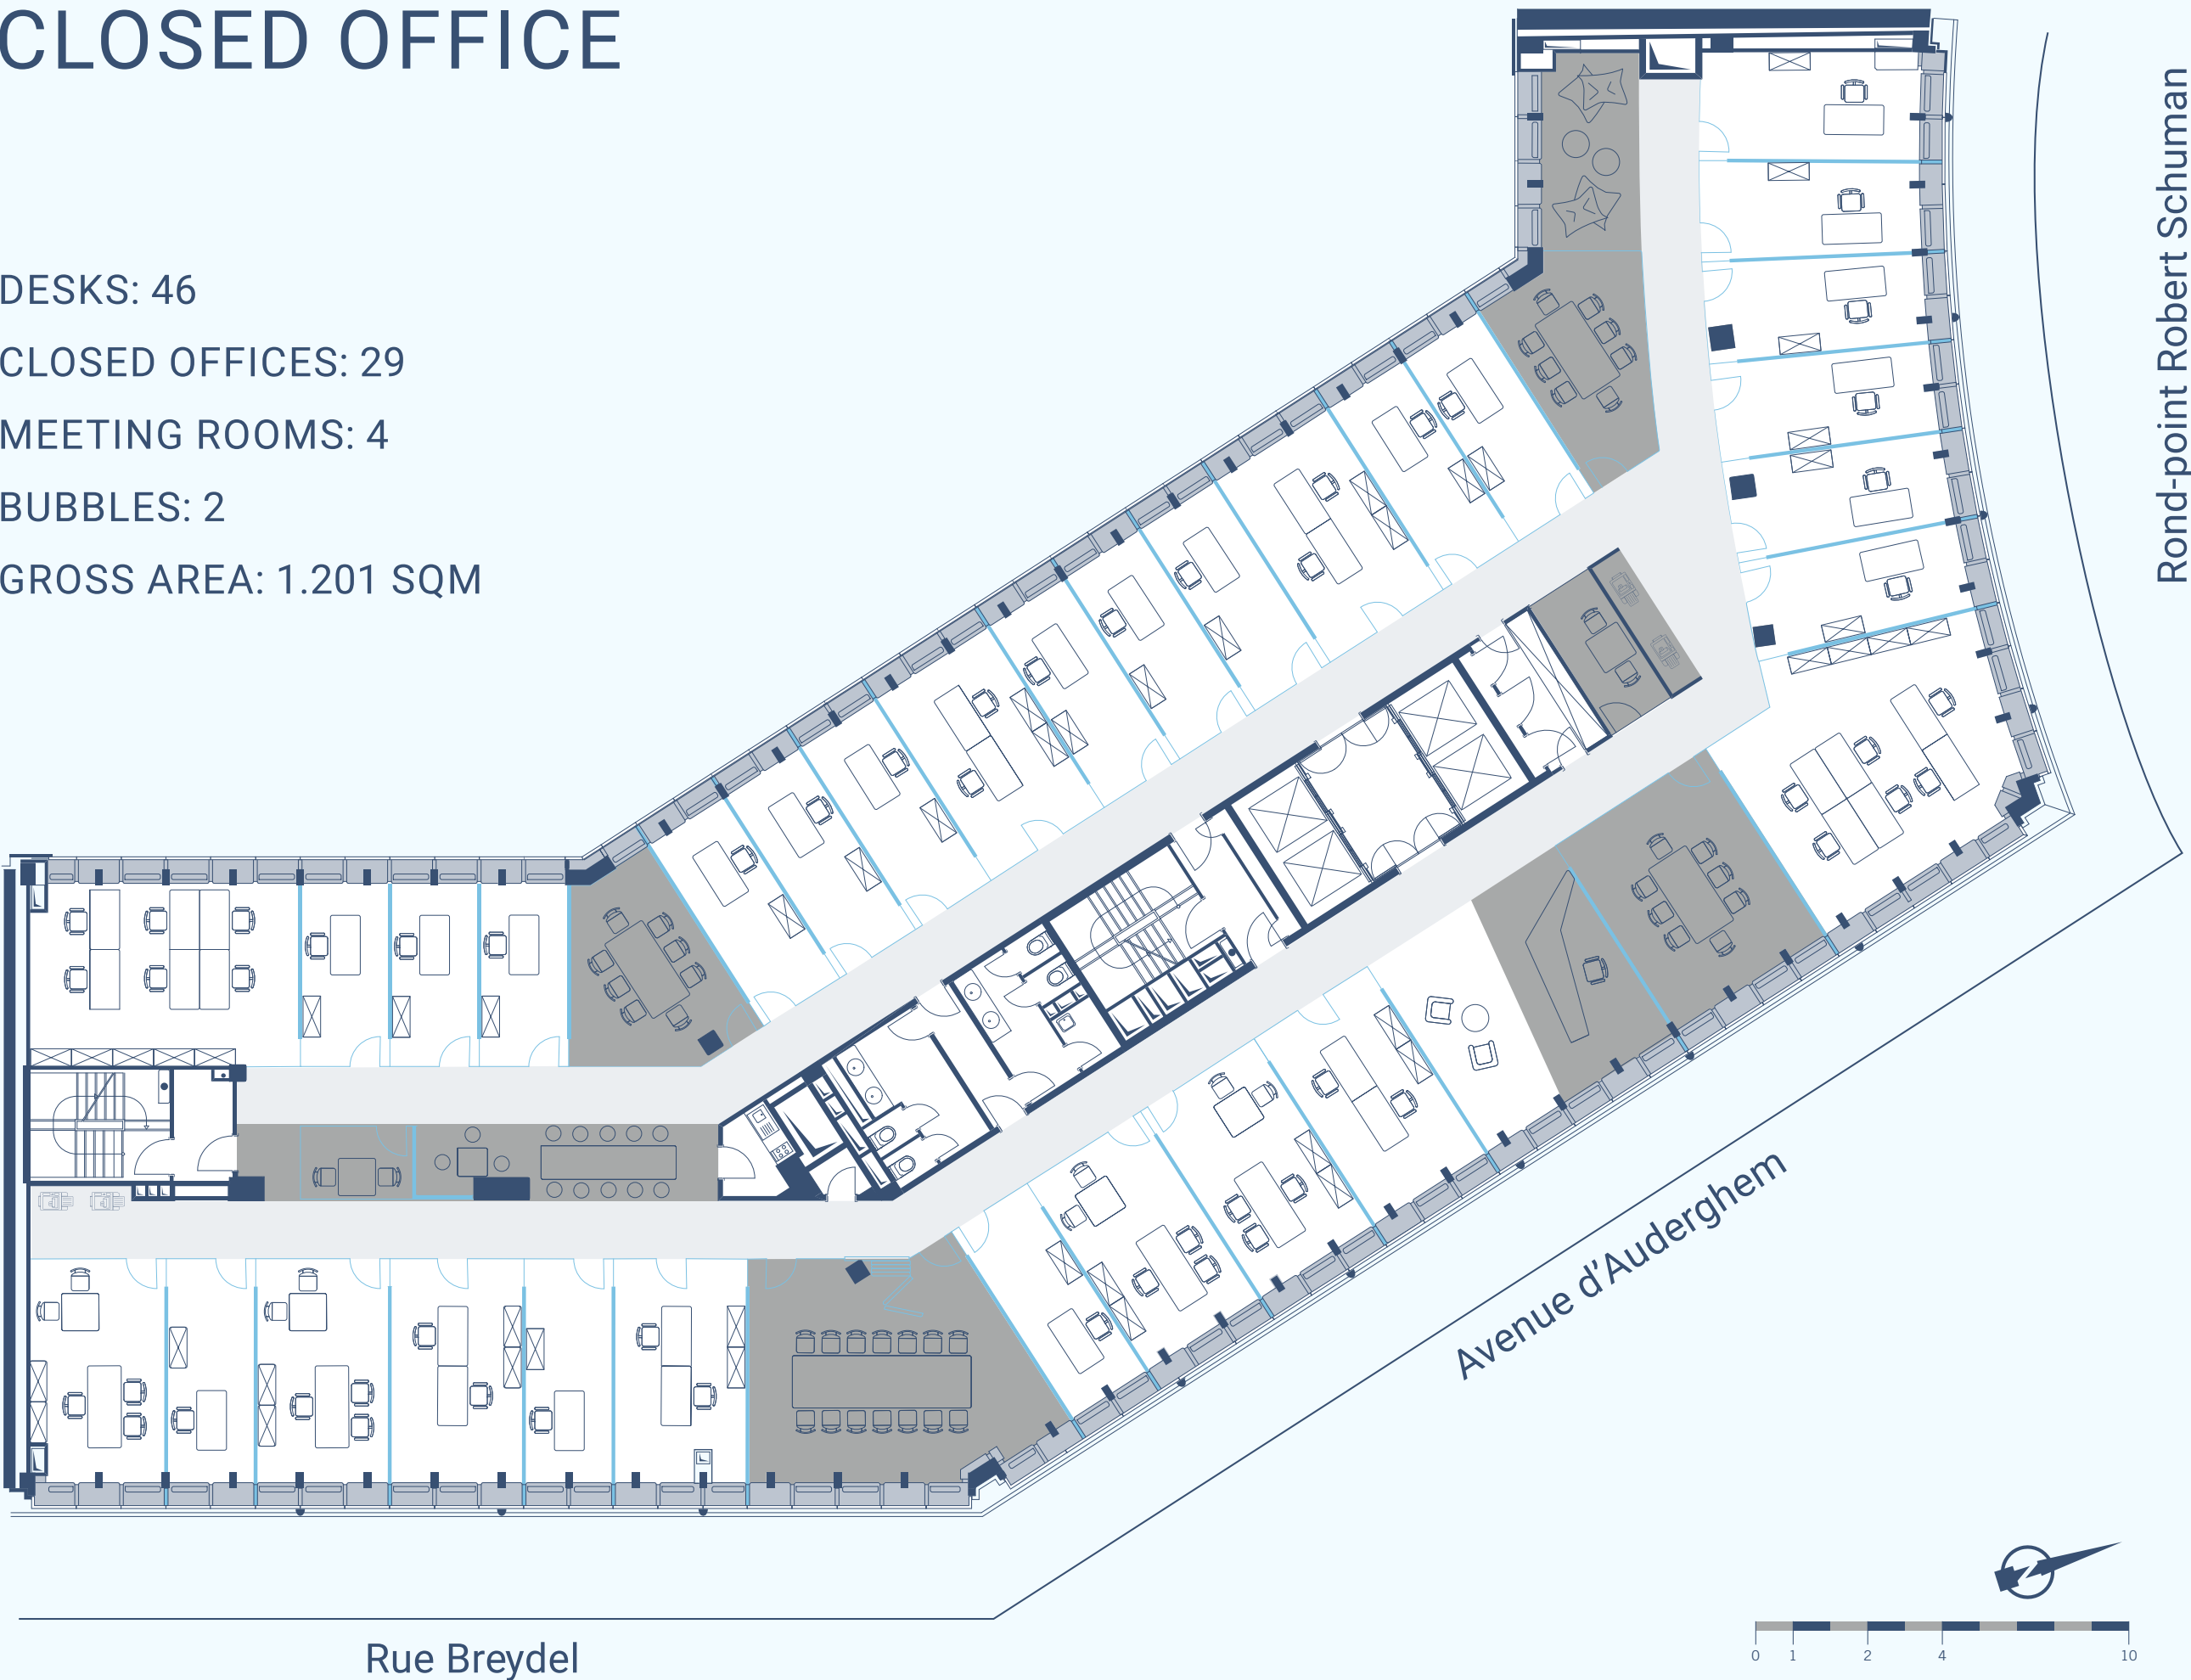 CLOSED OFFICE
DESKS: 46
CLOSED OFFICES: 29
MEETING ROOMS: 4
BUBBLES: 2
GROSS AREA: 1.201 SQM
Rond-point Robert Schuman
Avenue d’Auderghem
Rue Breydel
0 1 2 4 10